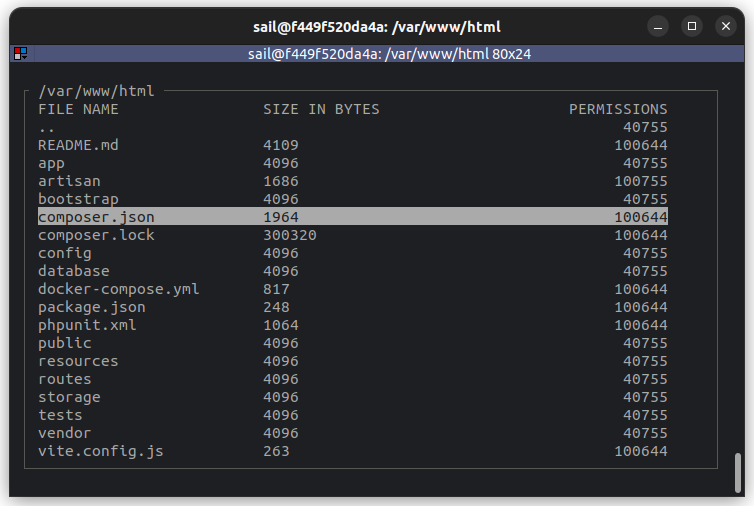 sail@f449f520da4a: /var/www/html
sail@f449f520da4a: /var/www/html 80x24
/var/www/html
FILE NAME SIZE IN BYTES PERMISSIONS
.. 40755
README.md 4109 100644
app 4096 40755
artisan 1686 100755
bootstrap 4096 40755
composer.json 1964 100644
composer.lock 300320 100644
config 4096 40755
database 4096 40755
docker-compose.yml 817 100644
package.json 248 100644
phpunit.xml 1064 100644
public 4096 40755
resources 4096 40755
routes 4096 40755
storage 4096 40755
tests 4096 40755
vendor 4096 40755
vite.config.js 263 100644